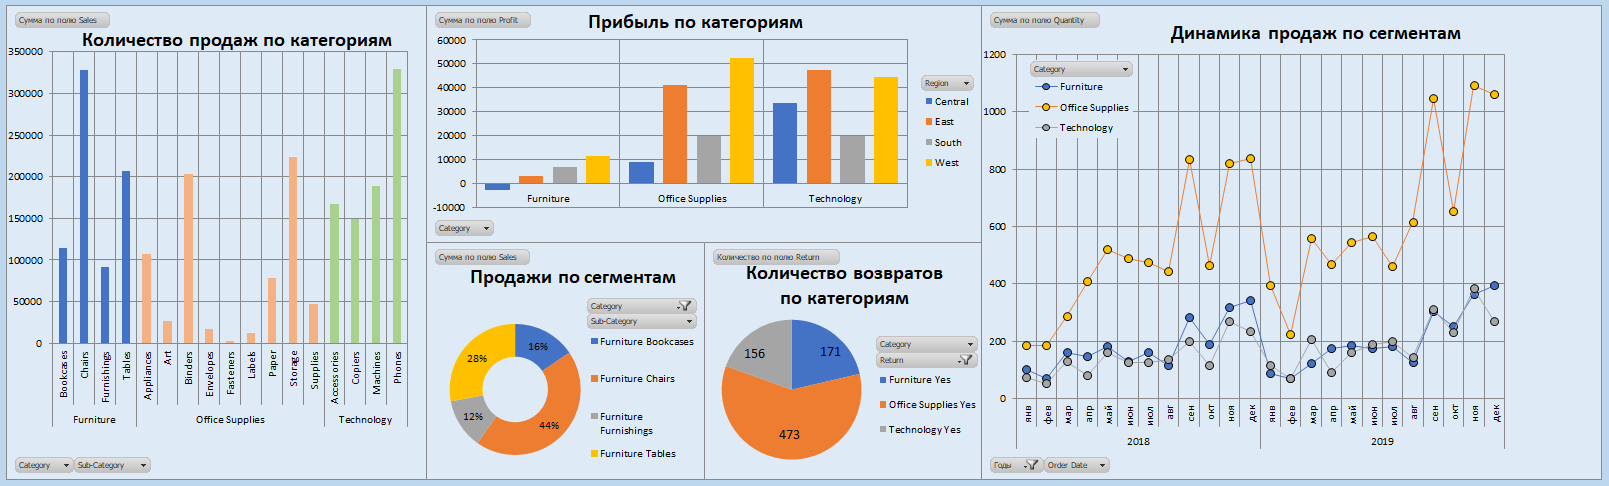 Сумма по полю Sales
Количество продаж по категориям
350000
300000
250000
200000
150000
100000
50000
0
Bookcases
Chairs
Furnishings
Tables
Appliances
Art
Binders
Envelopes
Fasteners
Labels
Paper
Storage
Supplies
Accessories
Copiers
Machines
Phones
Furniture
Office Supplies
Technology
Category
Sub-Category
Сумма по полю Profit
Прибыль по категориям
60000
50000
40000
30000
20000
10000
0
-10000
Furniture
Office Supplies
Technology
Region
Central
East
South
West
Category
Сумма по полю Sales
Продажи по сегментам
Category
Sub-Category
16%
44%
12%
28%
Furniture Bookcases
Furniture Chairs
Furniture
Furnishings
Furniture Tables
Количество по полю Return
Количество возвратов
по категориям
171
473
156
Category
Return
Furniture Yes
Office Supplies Yes
Technology Yes
Сумма по полю Quantity
Динамика продаж по сегментам
1200
1000
800
600
400
200
0
Category
Furniture
Office Supplies
Technology
янв
фев
мар
апр
май
июн
июл
авг
сен
окт
ноя
дек
янв
фев
мар
апр
май
июн
июл
авг
сен
окт
ноя
дек
2018
2019
Годы
Order Date